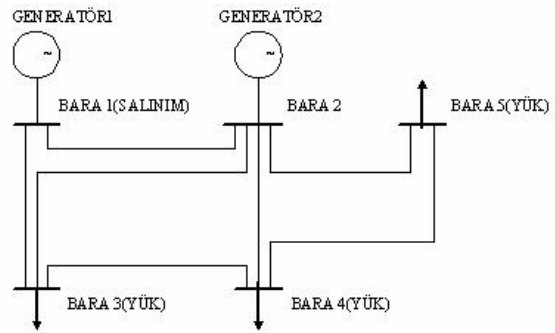 GENERATÖR1
GENERATÖR2
~
~
BARA 1(SALINIM)
BARA 2
BARA 5(YÜK)
BARA 3(YÜK)
BARA 4(YÜK)